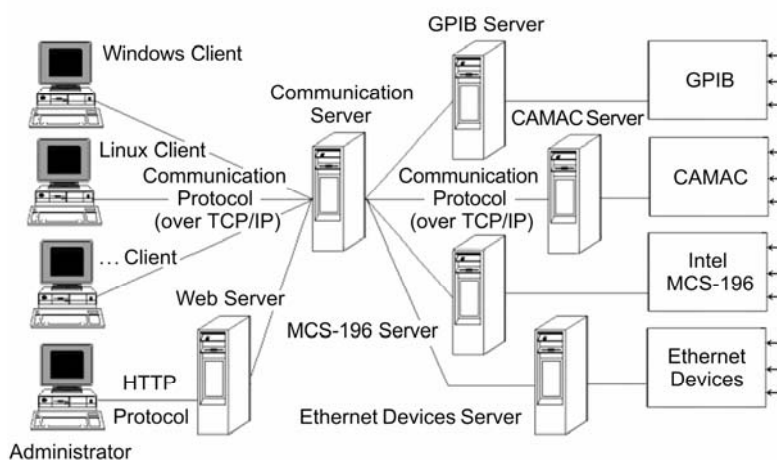 GPIB Server
Windows Client
Communication
Server
GPIB
CAMAC Server
Linux Client
Communication
Protocol
(over TCP/IP)
Communication
Protocol
(over TCP/IP)
CAMAC
... Client
Intel
MCS-196
Web Server
MCS-196 Server
Ethernet
Devices
HTTP
Protocol
Ethernet Devices Server
Administrator